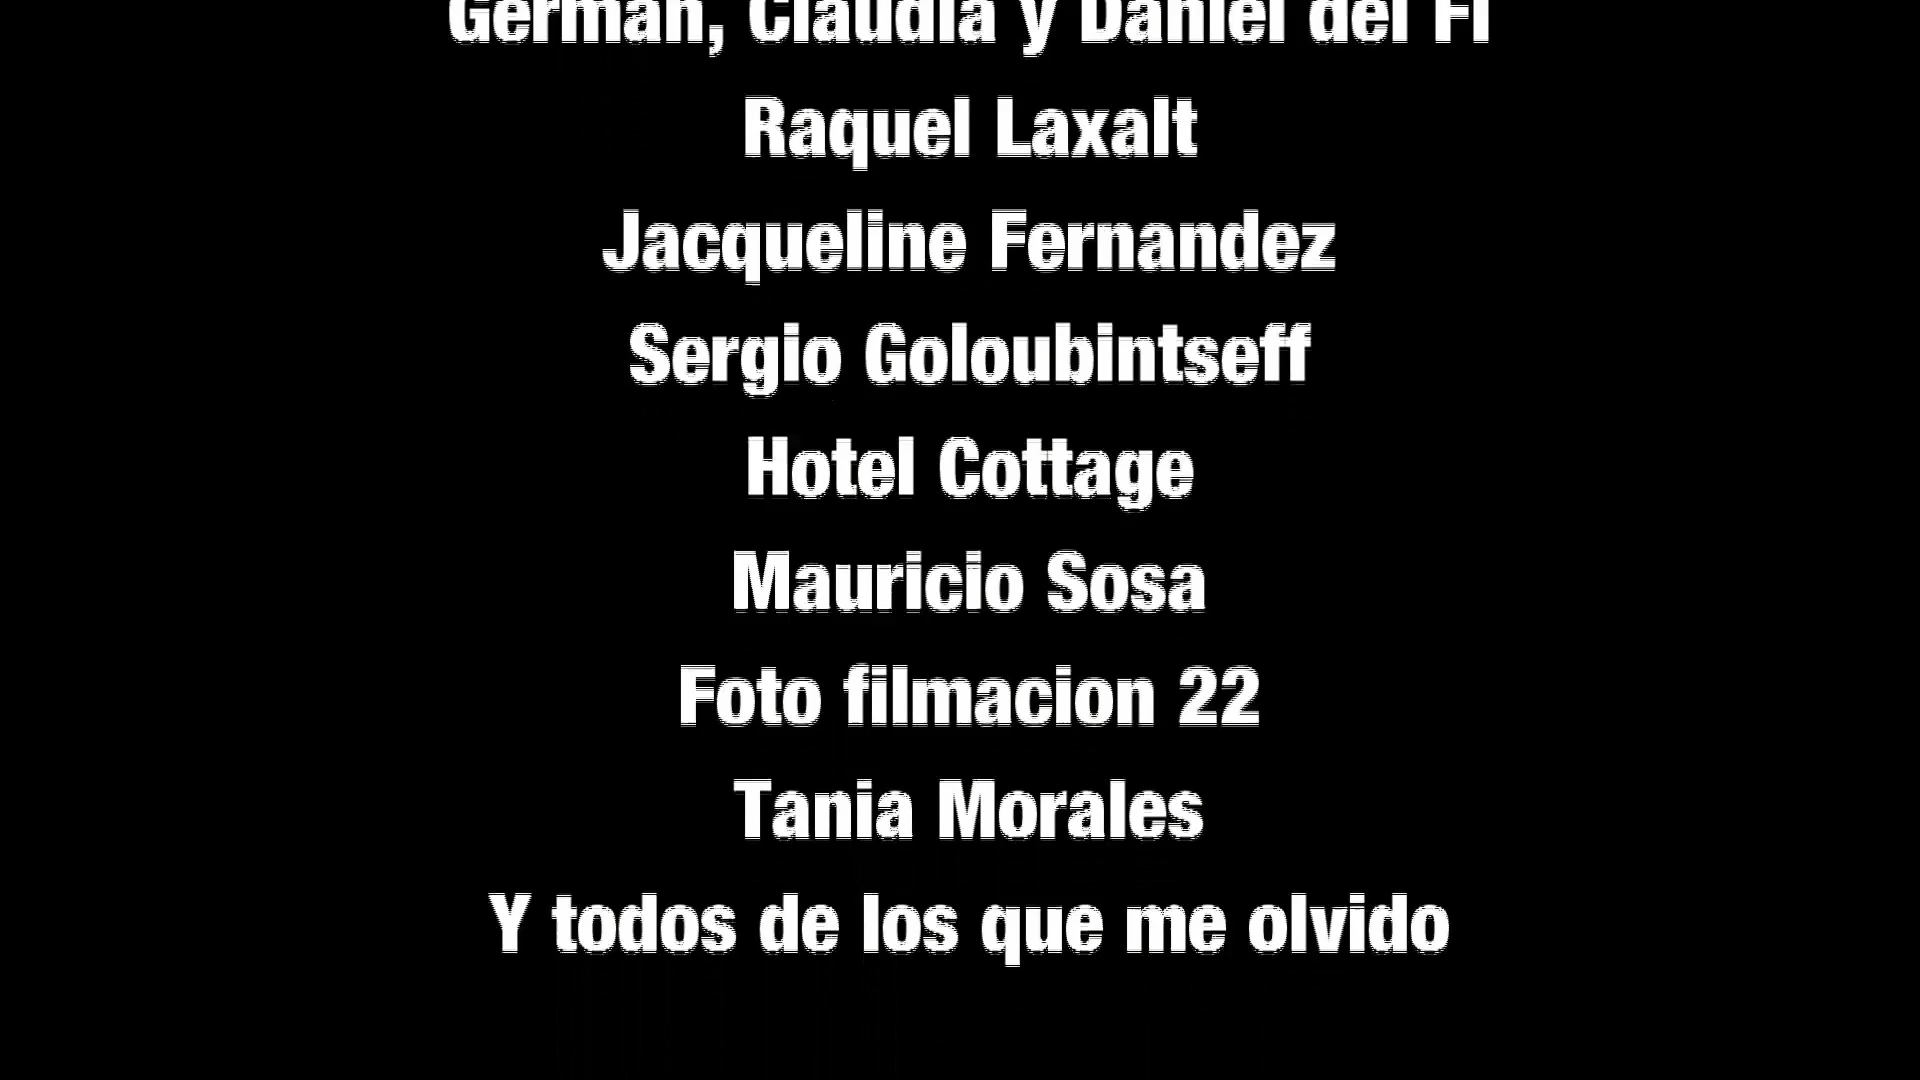 German, Claudia y Daniel del FI
Raquel Laxalt
Jacqueline Fernandez
Sergio Goloubintseff
Hotel Cottage
Mauricio Sosa
Foto filmacion 22
Tania Morales
Y todos de los que me olvido